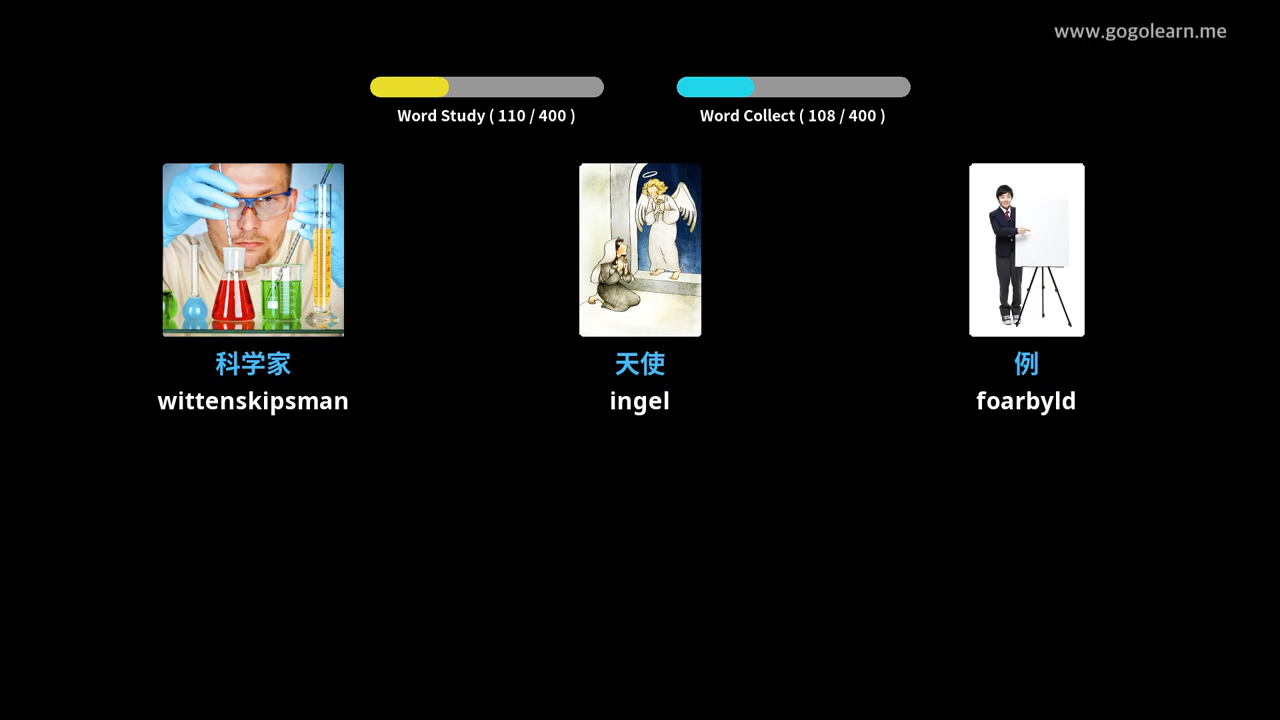 www.gogolearn.me
Word Study ( 110 / 400 )
Word Collect ( 108 / 400 )
科学家
天使
例
wittenskipsman
ingel
foarbyld